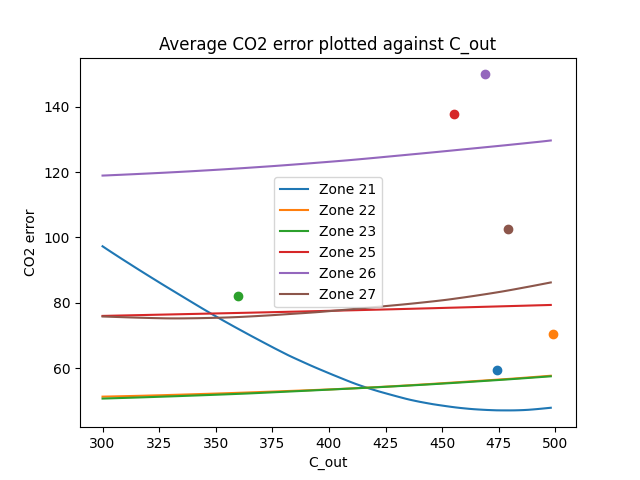 Average CO2 error plotted against C_out
CO2 error
140
120
100
80
60
Zone 21
Zone 22
Zone 23
Zone 25
Zone 26
Zone 27
300 325 350 375 400 425 450 475 500
C_out